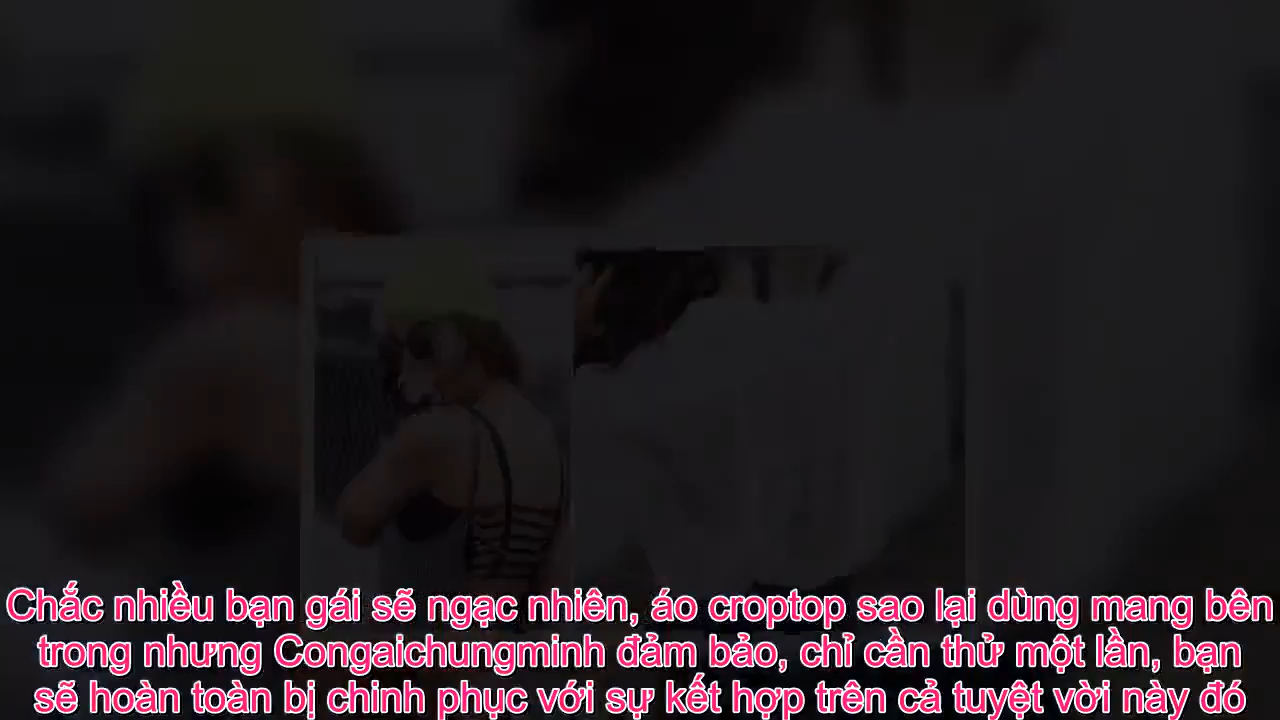 Chắc nhiều bạn gái sẽ ngạc nhiên, áo croptop sao lại dùng mang bên
trong nhưng Congaichungminh đảm bảo, chỉ cần thử một lần, bạn
sẽ hoàn toàn bị chinh phục với sự kết hợp trên cả tuyệt vời này đó